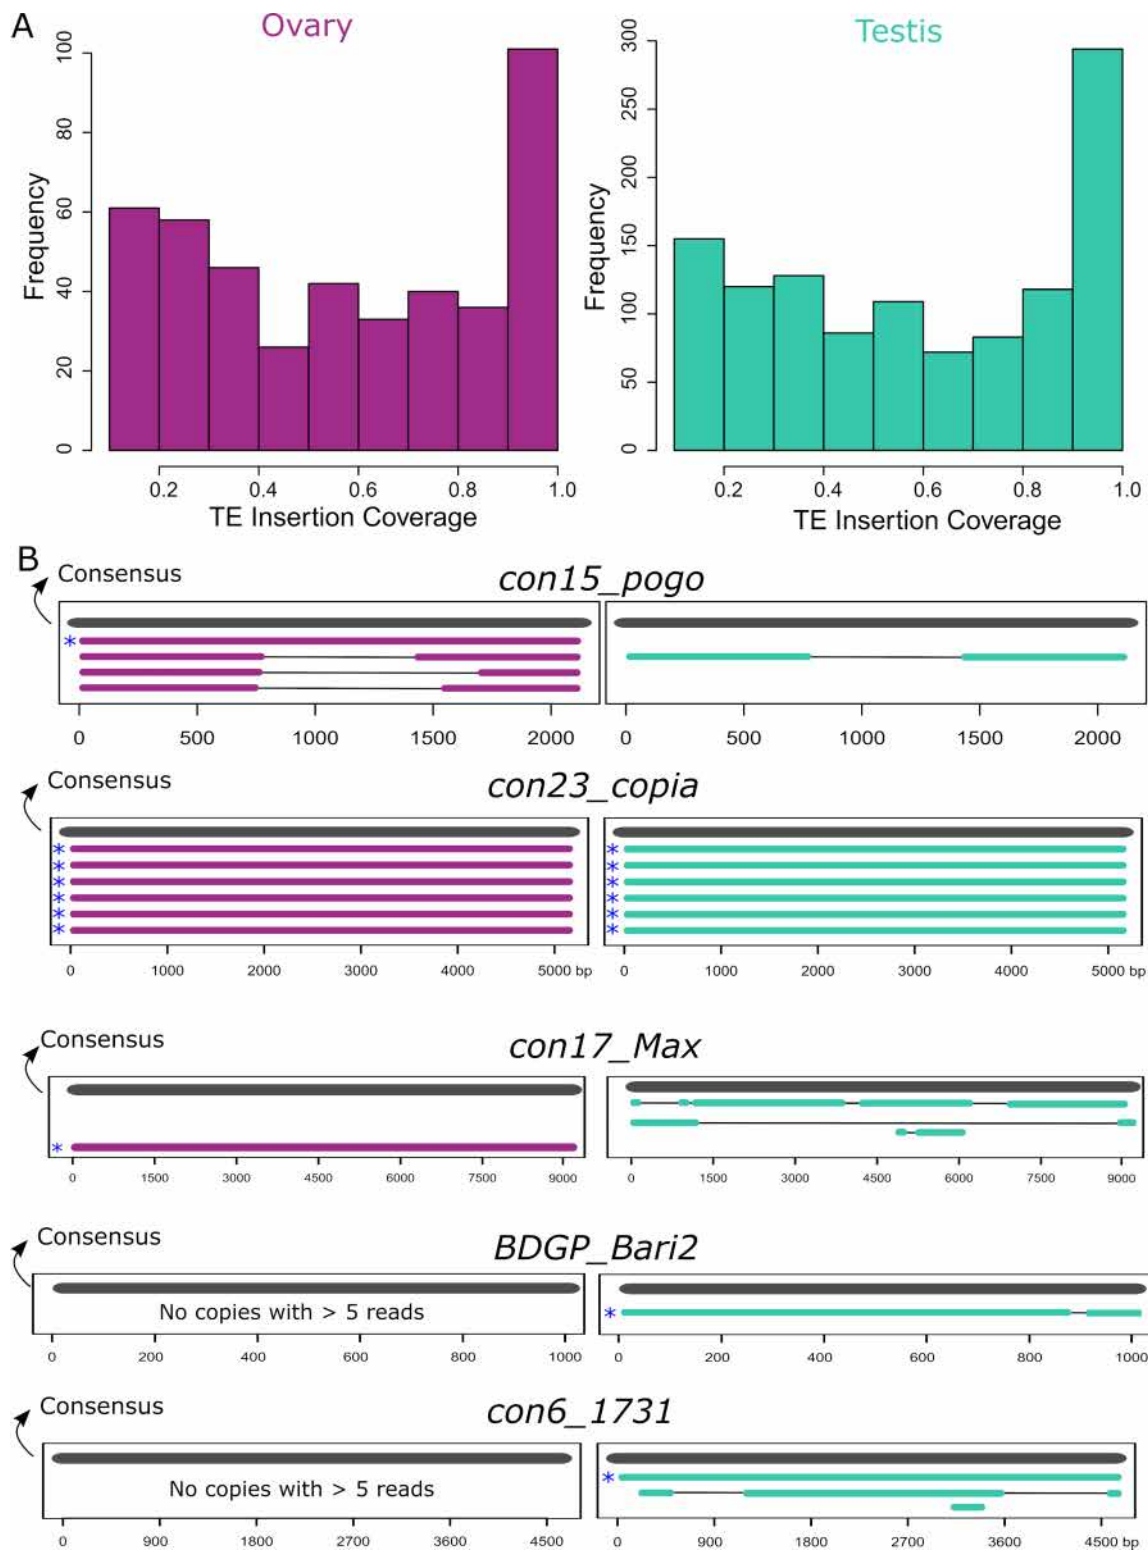 A
Ovary
Testis
Frequency
0 20 40 60 80 100
0.2 0.4 0.6 0.8 1.0
TE Insertion Coverage
Frequency
0 50 100 150 200 250 300
0.2 0.4 0.6 0.8 1.0
TE Insertion Coverage
B
Consensus
con15_pogo
*
0 500 1000 1500 2000
0 500 1000 1500 2000
Consensus
con23_copia
* *
* *
* *
* *
* *
* *
0 1000 2000 3000 4000 5000 bp
0 1000 2000 3000 4000 5000 bp
Consensus
con17_Max
*
0 1500 3000 4500 6000 7500 9000
0 1500 3000 4500 6000 7500 9000
Consensus
BDGP_Bari2
No copies with > 5 reads
*
0 200 400 600 800 1000
0 200 400 600 800 1000
Consensus
con6_1731
No copies with > 5 reads
*
0 900 1800 2700 3600 4500
0 900 1800 2700 3600 4500 bp